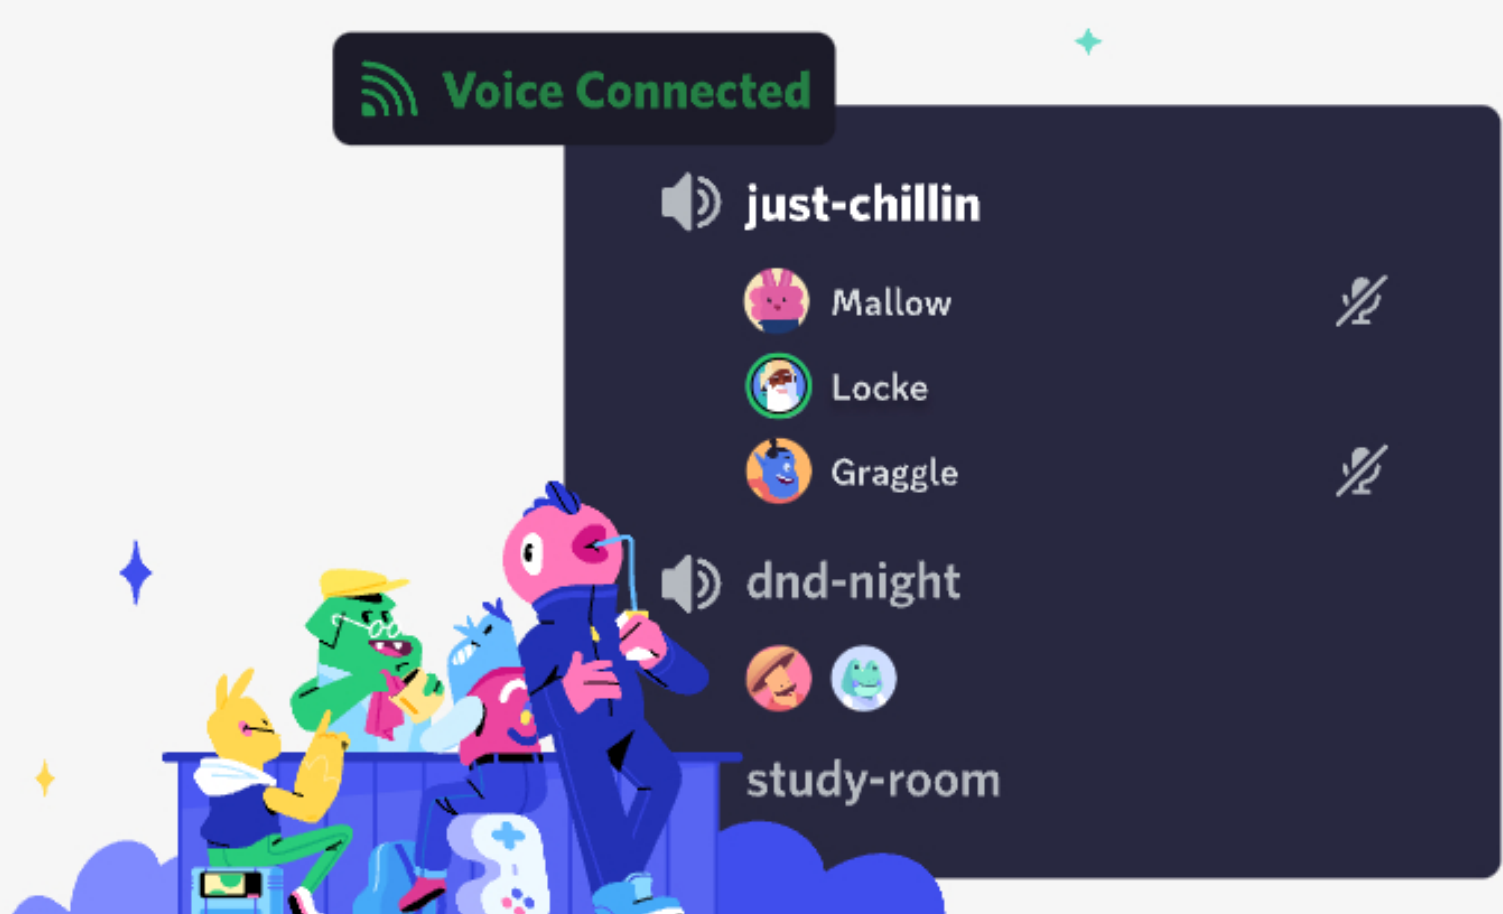 Voice Connected
just-chillin
Mallow
Locke
Graggle
dnd-night
study-room